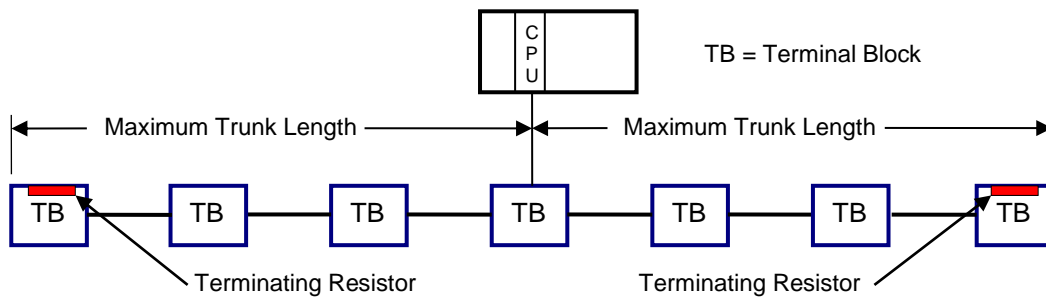 C
P
U
TB = Terminal Block
Maximum Trunk Length
Maximum Trunk Length
TB TB TB TB TB TB TB
Terminating Resistor
Terminating Resistor